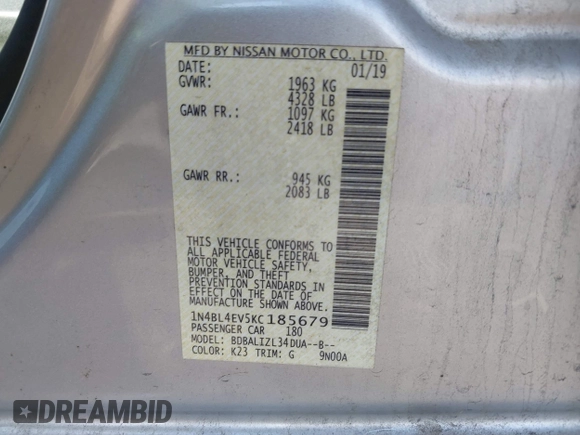 MFD BY NISSAN MOTOR CO., LTD.
DATE: 01/19
GVWR: 1963 KG
4328 LB
GAWR FR.: 1097 KG
2418 LB
GAWR RR.: 945 KG
2083 LB
THIS VEHICLE CONFORMS TO
ALL APPLICABLE FEDERAL
MOTOR VEHICLE SAFETY,
BUMPER, AND THEFT
PREVENTION STANDARDS
IN EFFECT ON THE DATE OF
MANUFACTURE SHOWN ABOVE.
1N4BL4EV5KC185679
PASSENGER CAR 180
MODEL: BDBALIZL34DUA--B--
COLOR: K23 TRIM: G 9N00A
AUTOBIDMASTER